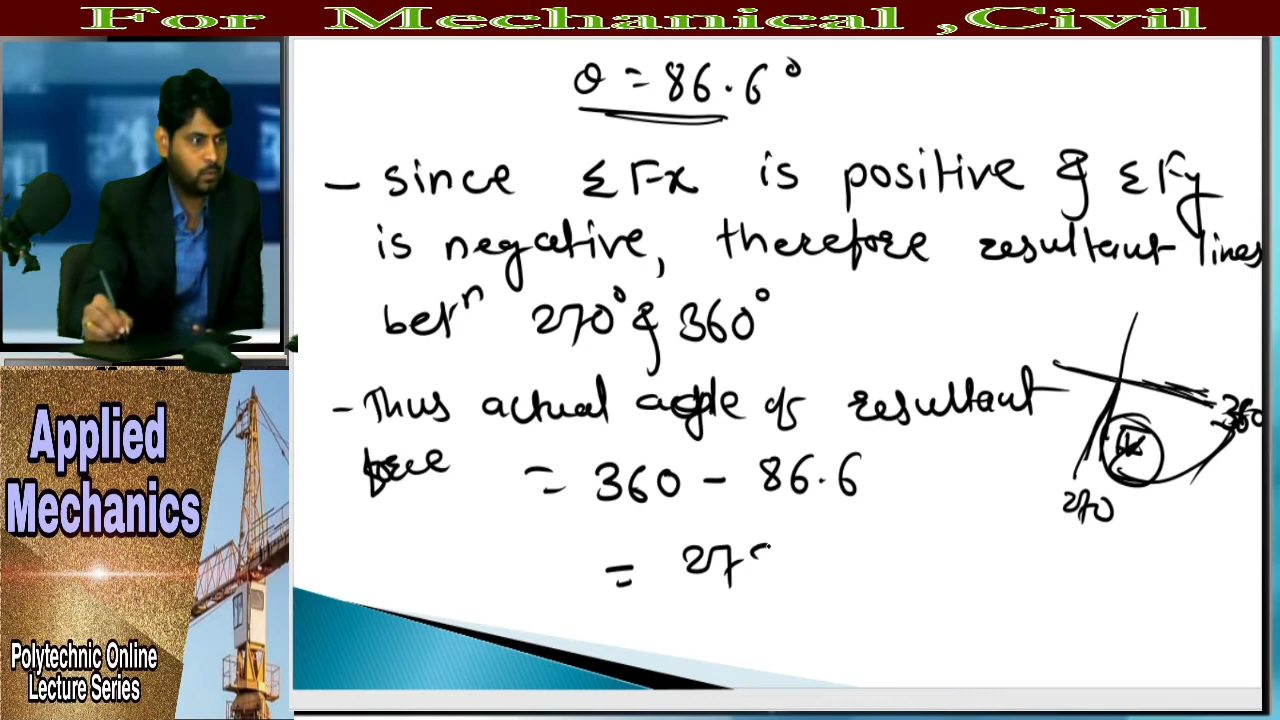 For Mechanical ,Civil
θ = 86.6°
- since ΣFx is positive & ΣFy
is negative, therefore resultant lines
betⁿ 270° & 360°
- Thus actual agle of resultant
force = 360 - 86.6
= 27
360
270
Applied
Mechanics
Polytechnic Online
Lecture Series